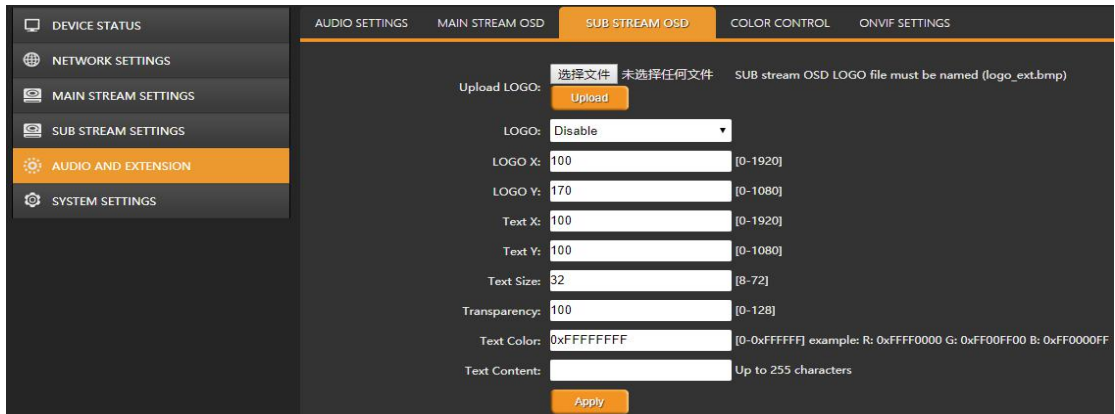 DEVICE STATUS
NETWORK SETTINGS
MAIN STREAM SETTINGS
SUB STREAM SETTINGS
AUDIO AND EXTENSION
SYSTEM SETTINGS
AUDIO SETTINGS MAIN STREAM OSD SUB STREAM OSD COLOR CONTROL ONVIF SETTINGS
Upload LOGO: 选择文件 未选择任何文件 SUB stream OSD LOGO file must be named (logo_ext.bmp)
Upload
LOGO: Disable
LOGO X: 100 [0-1920]
LOGO Y: 170 [0-1080]
Text X: 100 [0-1920]
Text Y: 100 [0-1080]
Text Size: 32 [8-72]
Transparency: 100 [0-128]
Text Color: 0xFFFFFFFF [0-0xFFFFFF] example: R: 0xFFFF0000 G: 0xFF00FF00 B: 0xFF0000FF
Text Content: Up to 255 characters
Apply